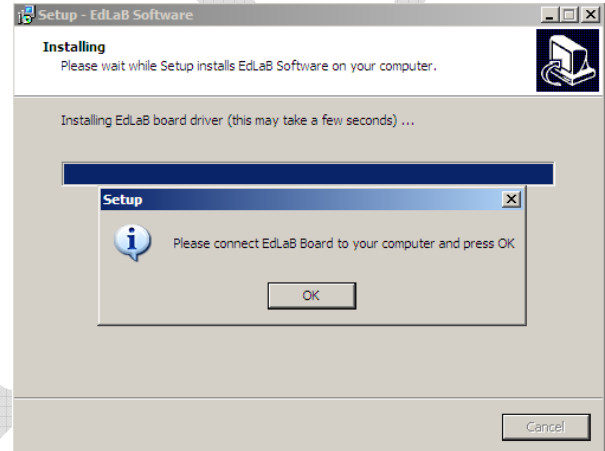 Setup - EdLaB Software
Installing
Please wait while Setup installs EdLaB Software on your computer.
Installing EdLaB board driver (this may take a few seconds) ...
Setup
Please connect EdLaB Board to your computer and press OK
OK
Cancel